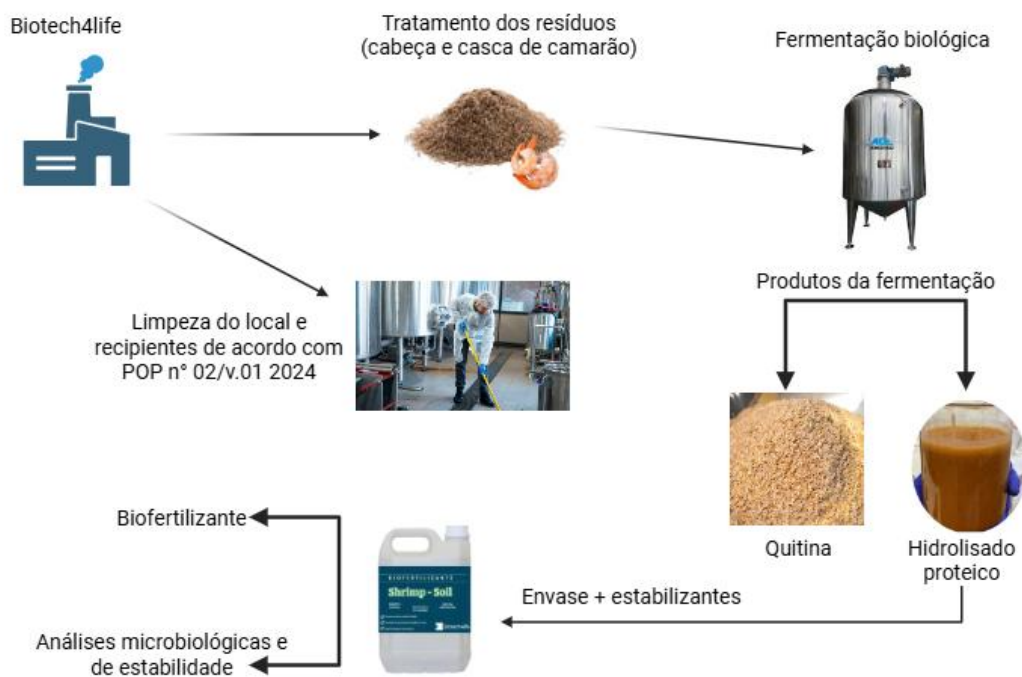 Biotech4life
Tratamento dos resíduos
(cabeça e casca de camarão)
Fermentação biológica
Limpeza do local e
recipientes de acordo com
POP n° 02/v.01 2024
Produtos da fermentação
Quitina
Hidrolisado
proteico
Envase + estabilizantes
BIOFERTILIZANTE
Shrimp - Soil
Biofertilizante
Análises microbiológicas e
de estabilidade